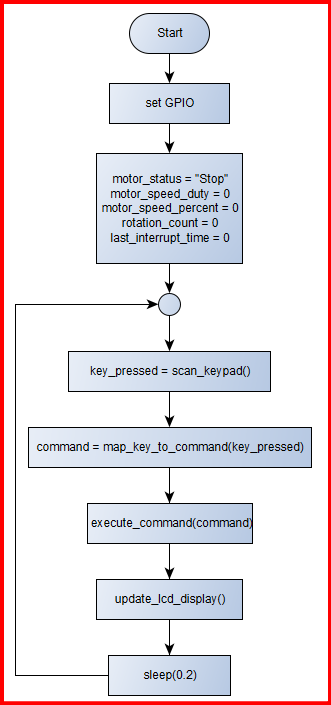 Start
set GPIO
motor_status = "Stop"
motor_speed_duty = 0
motor_speed_percent = 0
rotation_count = 0
last_interrupt_time = 0
key_pressed = scan_keypad()
command = map_key_to_command(key_pressed)
execute_command(command)
update_lcd_display()
sleep(0.2)